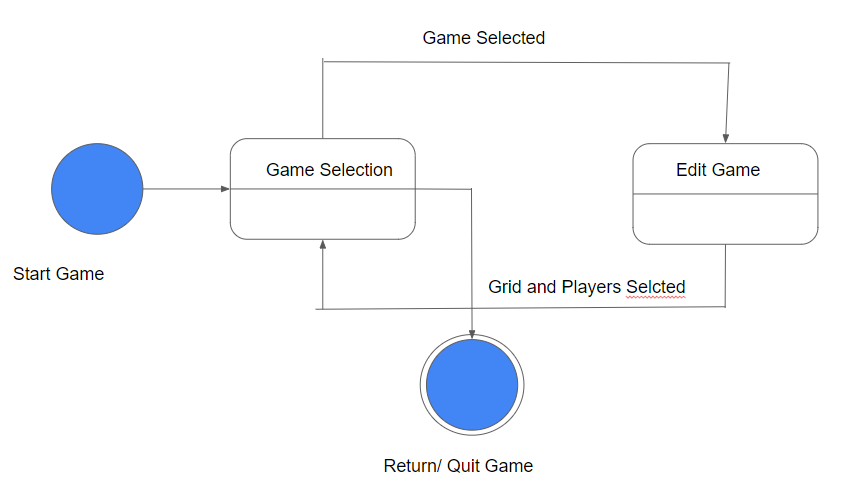 Game Selected
Game Selection
Edit Game
Start Game
Grid and Players Selcted
Return/ Quit Game